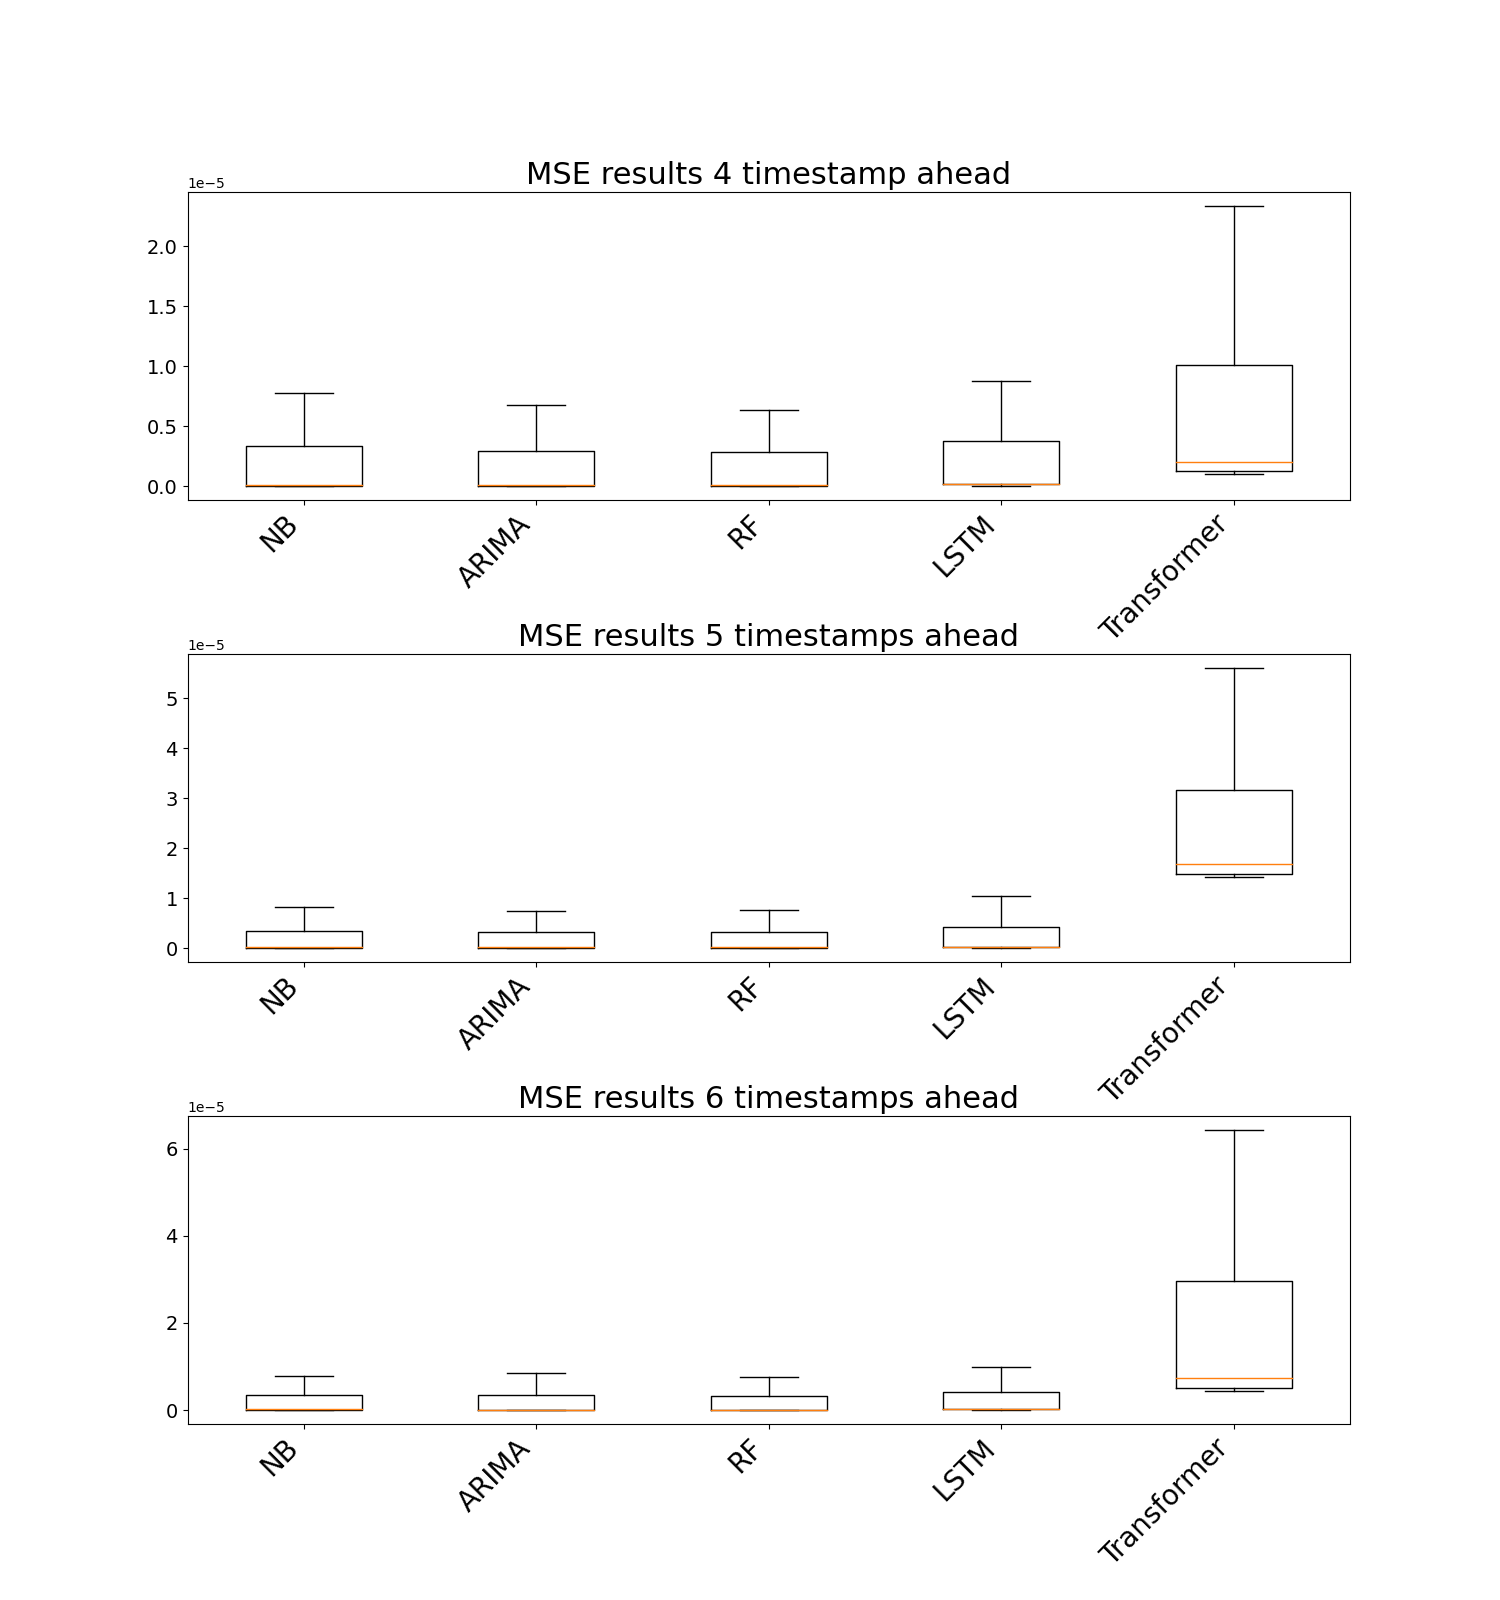 MSE results 4 timestamp ahead
1e−5
2.0
1.5
1.0
0.5
0.0
NB
ARIMA
RF
LSTM
Transformer
MSE results 5 timestamps ahead
1e−5
5
4
3
2
1
0
NB
ARIMA
RF
LSTM
Transformer
MSE results 6 timestamps ahead
1e−5
6
4
2
0
NB
ARIMA
RF
LSTM
Transformer